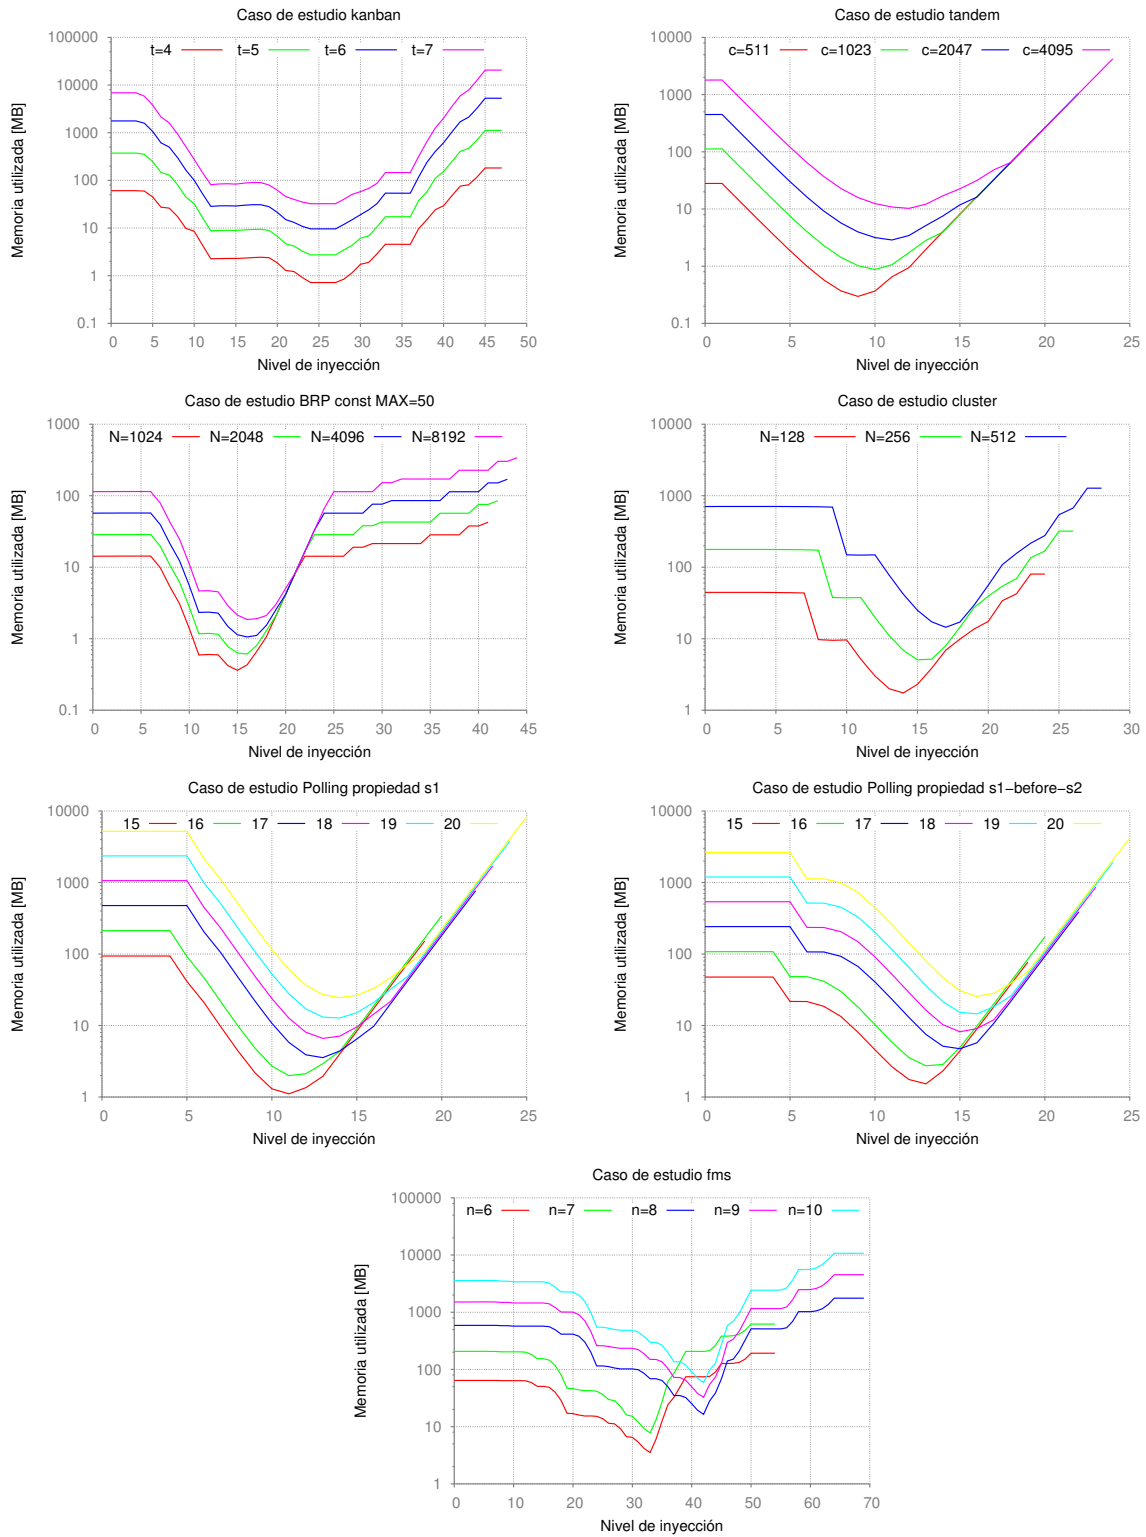 Caso de estudio kanban
t=4 t=5 t=6 t=7
Memoria utilizada [MB]
100000
10000
1000
100
10
1
0.1
0 5 10 15 20 25 30 35 40 45 50
Nivel de inyección
Caso de estudio tandem
c=511 c=1023 c=2047 c=4095
Memoria utilizada [MB]
10000
1000
100
10
1
0.1
0 5 10 15 20 25
Nivel de inyección
Caso de estudio BRP const MAX=50
N=1024 N=2048 N=4096 N=8192
Memoria utilizada [MB]
1000
100
10
1
0.1
0 5 10 15 20 25 30 35 40 45
Nivel de inyección
Caso de estudio cluster
N=128 N=256 N=512
Memoria utilizada [MB]
10000
1000
100
10
1
0 5 10 15 20 25 30
Nivel de inyección
Caso de estudio Polling propiedad s1
15 16 17 18 19 20
Memoria utilizada [MB]
10000
1000
100
10
1
0 5 10 15 20 25
Nivel de inyección
Caso de estudio Polling propiedad s1−before−s2
15 16 17 18 19 20
Memoria utilizada [MB]
10000
1000
100
10
1
0 5 10 15 20 25
Nivel de inyección
Caso de estudio fms
n=6 n=7 n=8 n=9 n=10
Memoria utilizada [MB]
100000
10000
1000
100
10
1
0 10 20 30 40 50 60 70
Nivel de inyección